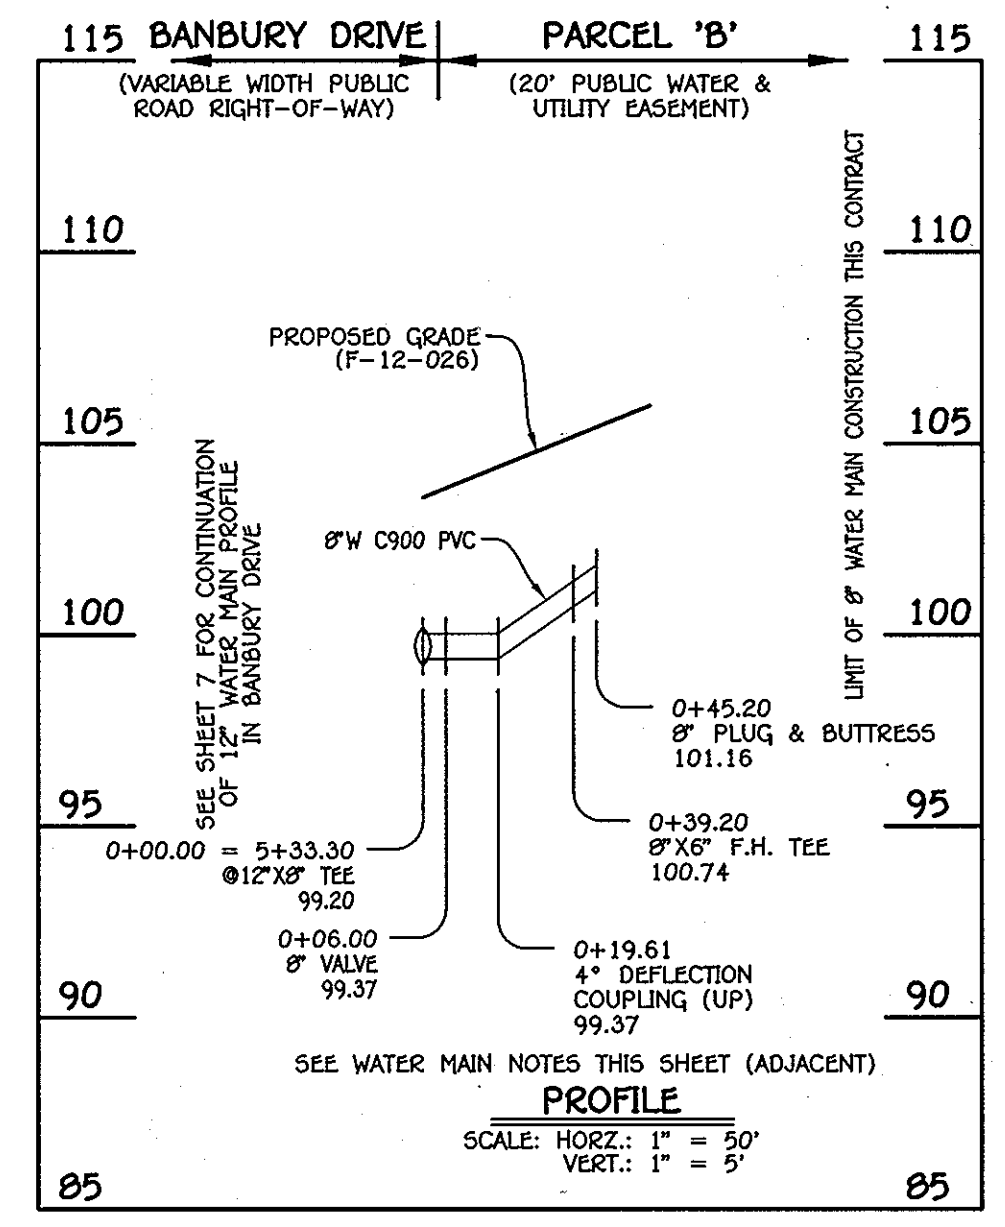 115 BANBURY DRIVE PARCEL 'B' 115
(VARIABLE WIDTH PUBLIC
ROAD RIGHT-OF-WAY)
(20' PUBLIC WATER &
UTILITY EASEMENT)
110 110
PROPOSED GRADE
(F-12-026)
105 105
SEE SHEET 7 FOR CONTINUATION
OF 12" WATER MAIN PROFILE
IN BANBURY DRIVE
LIMIT OF 8" WATER MAIN CONSTRUCTION THIS CONTRACT
8"W C900 PVC
100 100
0+45.20
8" PLUG & BUTTRESS
101.16
95 95
0+39.20
8"X6" F.H. TEE
100.74
0+00.00 = 5+33.30
@12"X8" TEE
99.20
0+06.00
8" VALVE
99.37
0+19.61
4° DEFLECTION
COUPLING (UP)
99.37
90 90
SEE WATER MAIN NOTES THIS SHEET (ADJACENT)
PROFILE
SCALE: HORZ.: 1" = 50'
VERT.: 1" = 5'
85 85